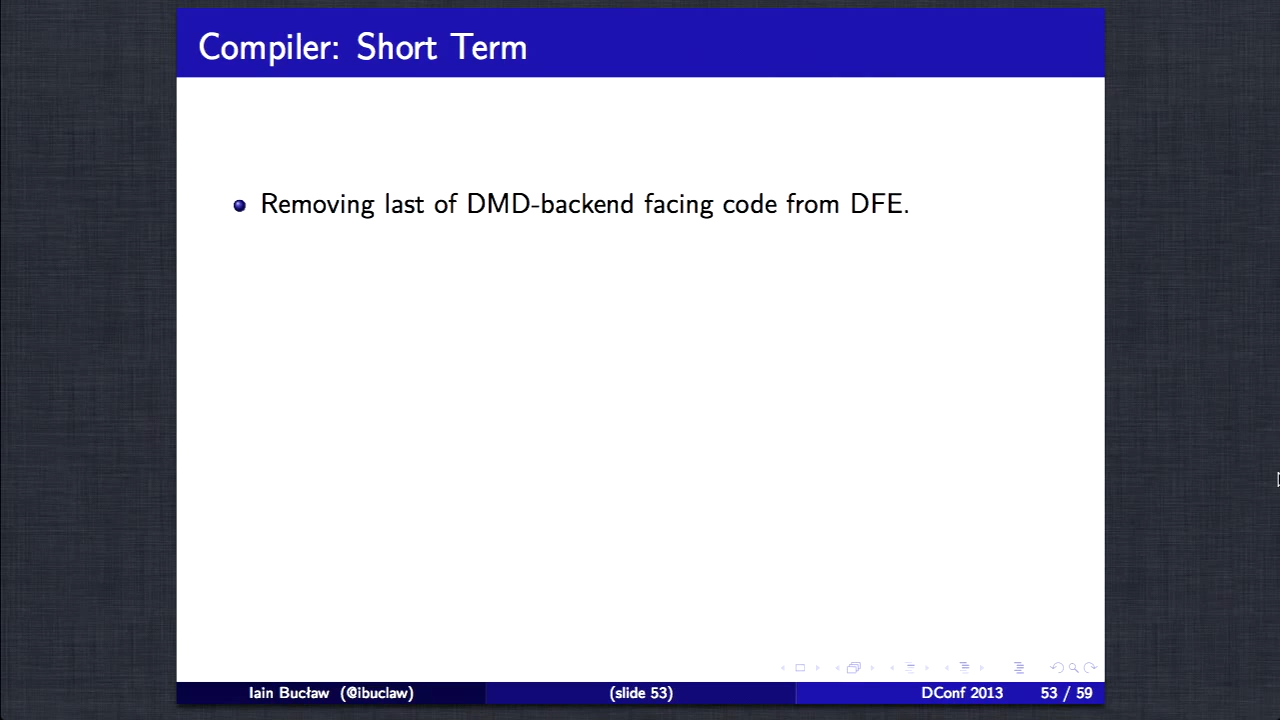 Compiler: Short Term
Removing last of DMD-backend facing code from DFE.
Iain Bucław (@ibuclaw) (slide 53) DConf 2013 53 / 59